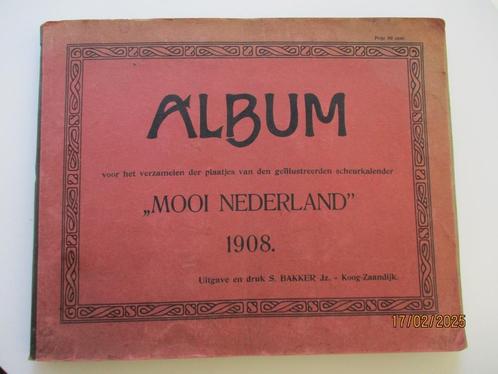 Prijs 90 cent.
ALBUM
voor het verzamelen der plaatjes van den geïllustreerden scheurkalender
„MOOI NEDERLAND”
1908.
Uitgave en druk S. BAKKER Jz. - Koog-Zaandijk.
17/02/2025